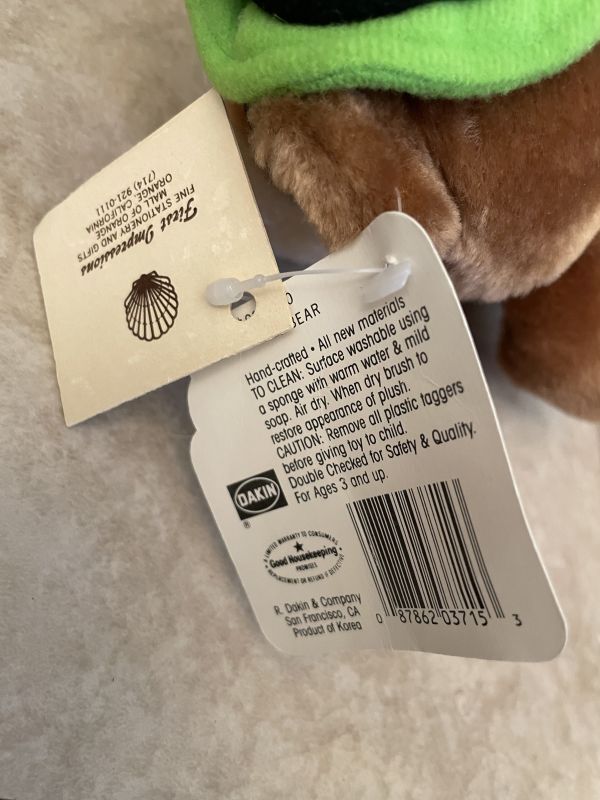 First Impressions
FINE STATIONERY AND GIFTS
MALL OF ORANGE
ORANGE, CALIFORNIA
(714) 921-0111
0
BEAR
Hand-crafted • All new materials
TO CLEAN: Surface washable using
a sponge with warm water & mild
soap. Air dry. When dry brush to
restore appearance of plush.
CAUTION: Remove all plastic taggers
before giving toy to child.
Double Checked for Safety & Quality.
For Ages 3 and up.
DAKIN
®
A LIMITED WARRANTY TO CONSUMERS
Good Housekeeping
PROMISES
REPLACEMENT OR REFUND IF DEFECTIVE
R. Dakin & Company
San Francisco, CA
Product of Korea
0 87862 03715 3